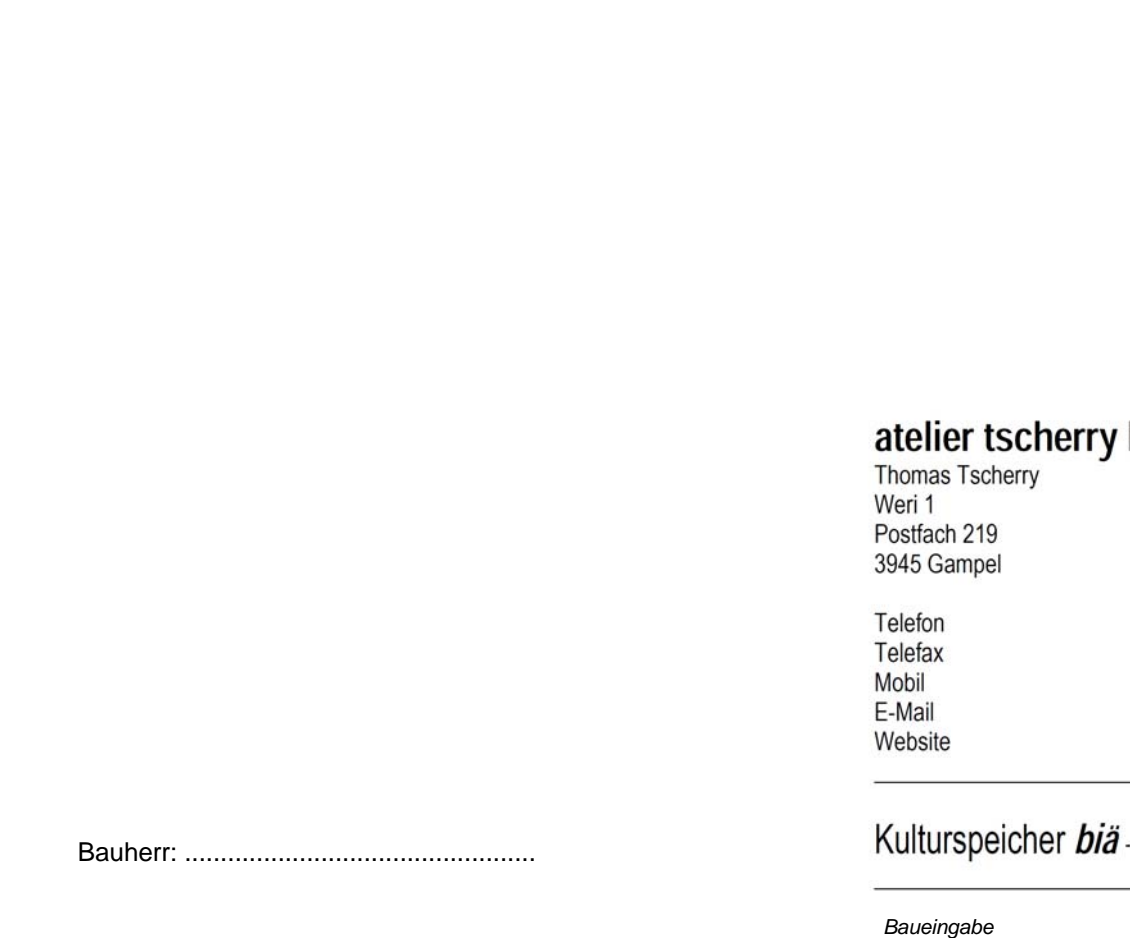 atelier tscherry
Thomas Tscherry
Weri 1
Postfach 219
3945 Gampel
Telefon
Telefax
Mobil
E-Mail
Website
Kulturspeicher biä -
Bauherr: .................................................
Baueingabe